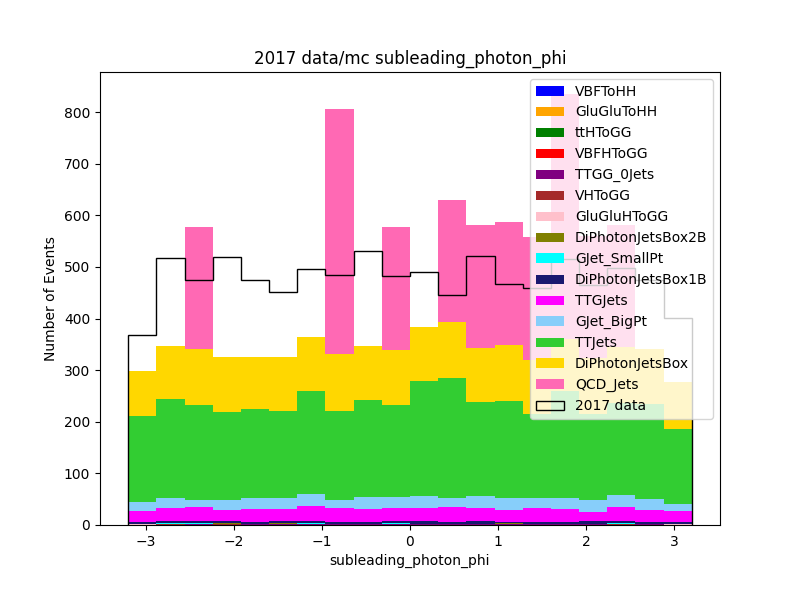 2017 data/mc subleading_photon_phi
Number of Events
800
700
600
500
400
300
200
100
0
−3
−2
−1
0
1
2
3
subleading_photon_phi
VBFToHH
GluGluToHH
ttHToGG
VBFHToGG
TTGG_0Jets
VHToGG
GluGluHToGG
DiPhotonJetsBox2B
GJet_SmallPt
DiPhotonJetsBox1B
TTGJets
GJet_BigPt
TTJets
DiPhotonJetsBox
QCD_Jets
2017 data